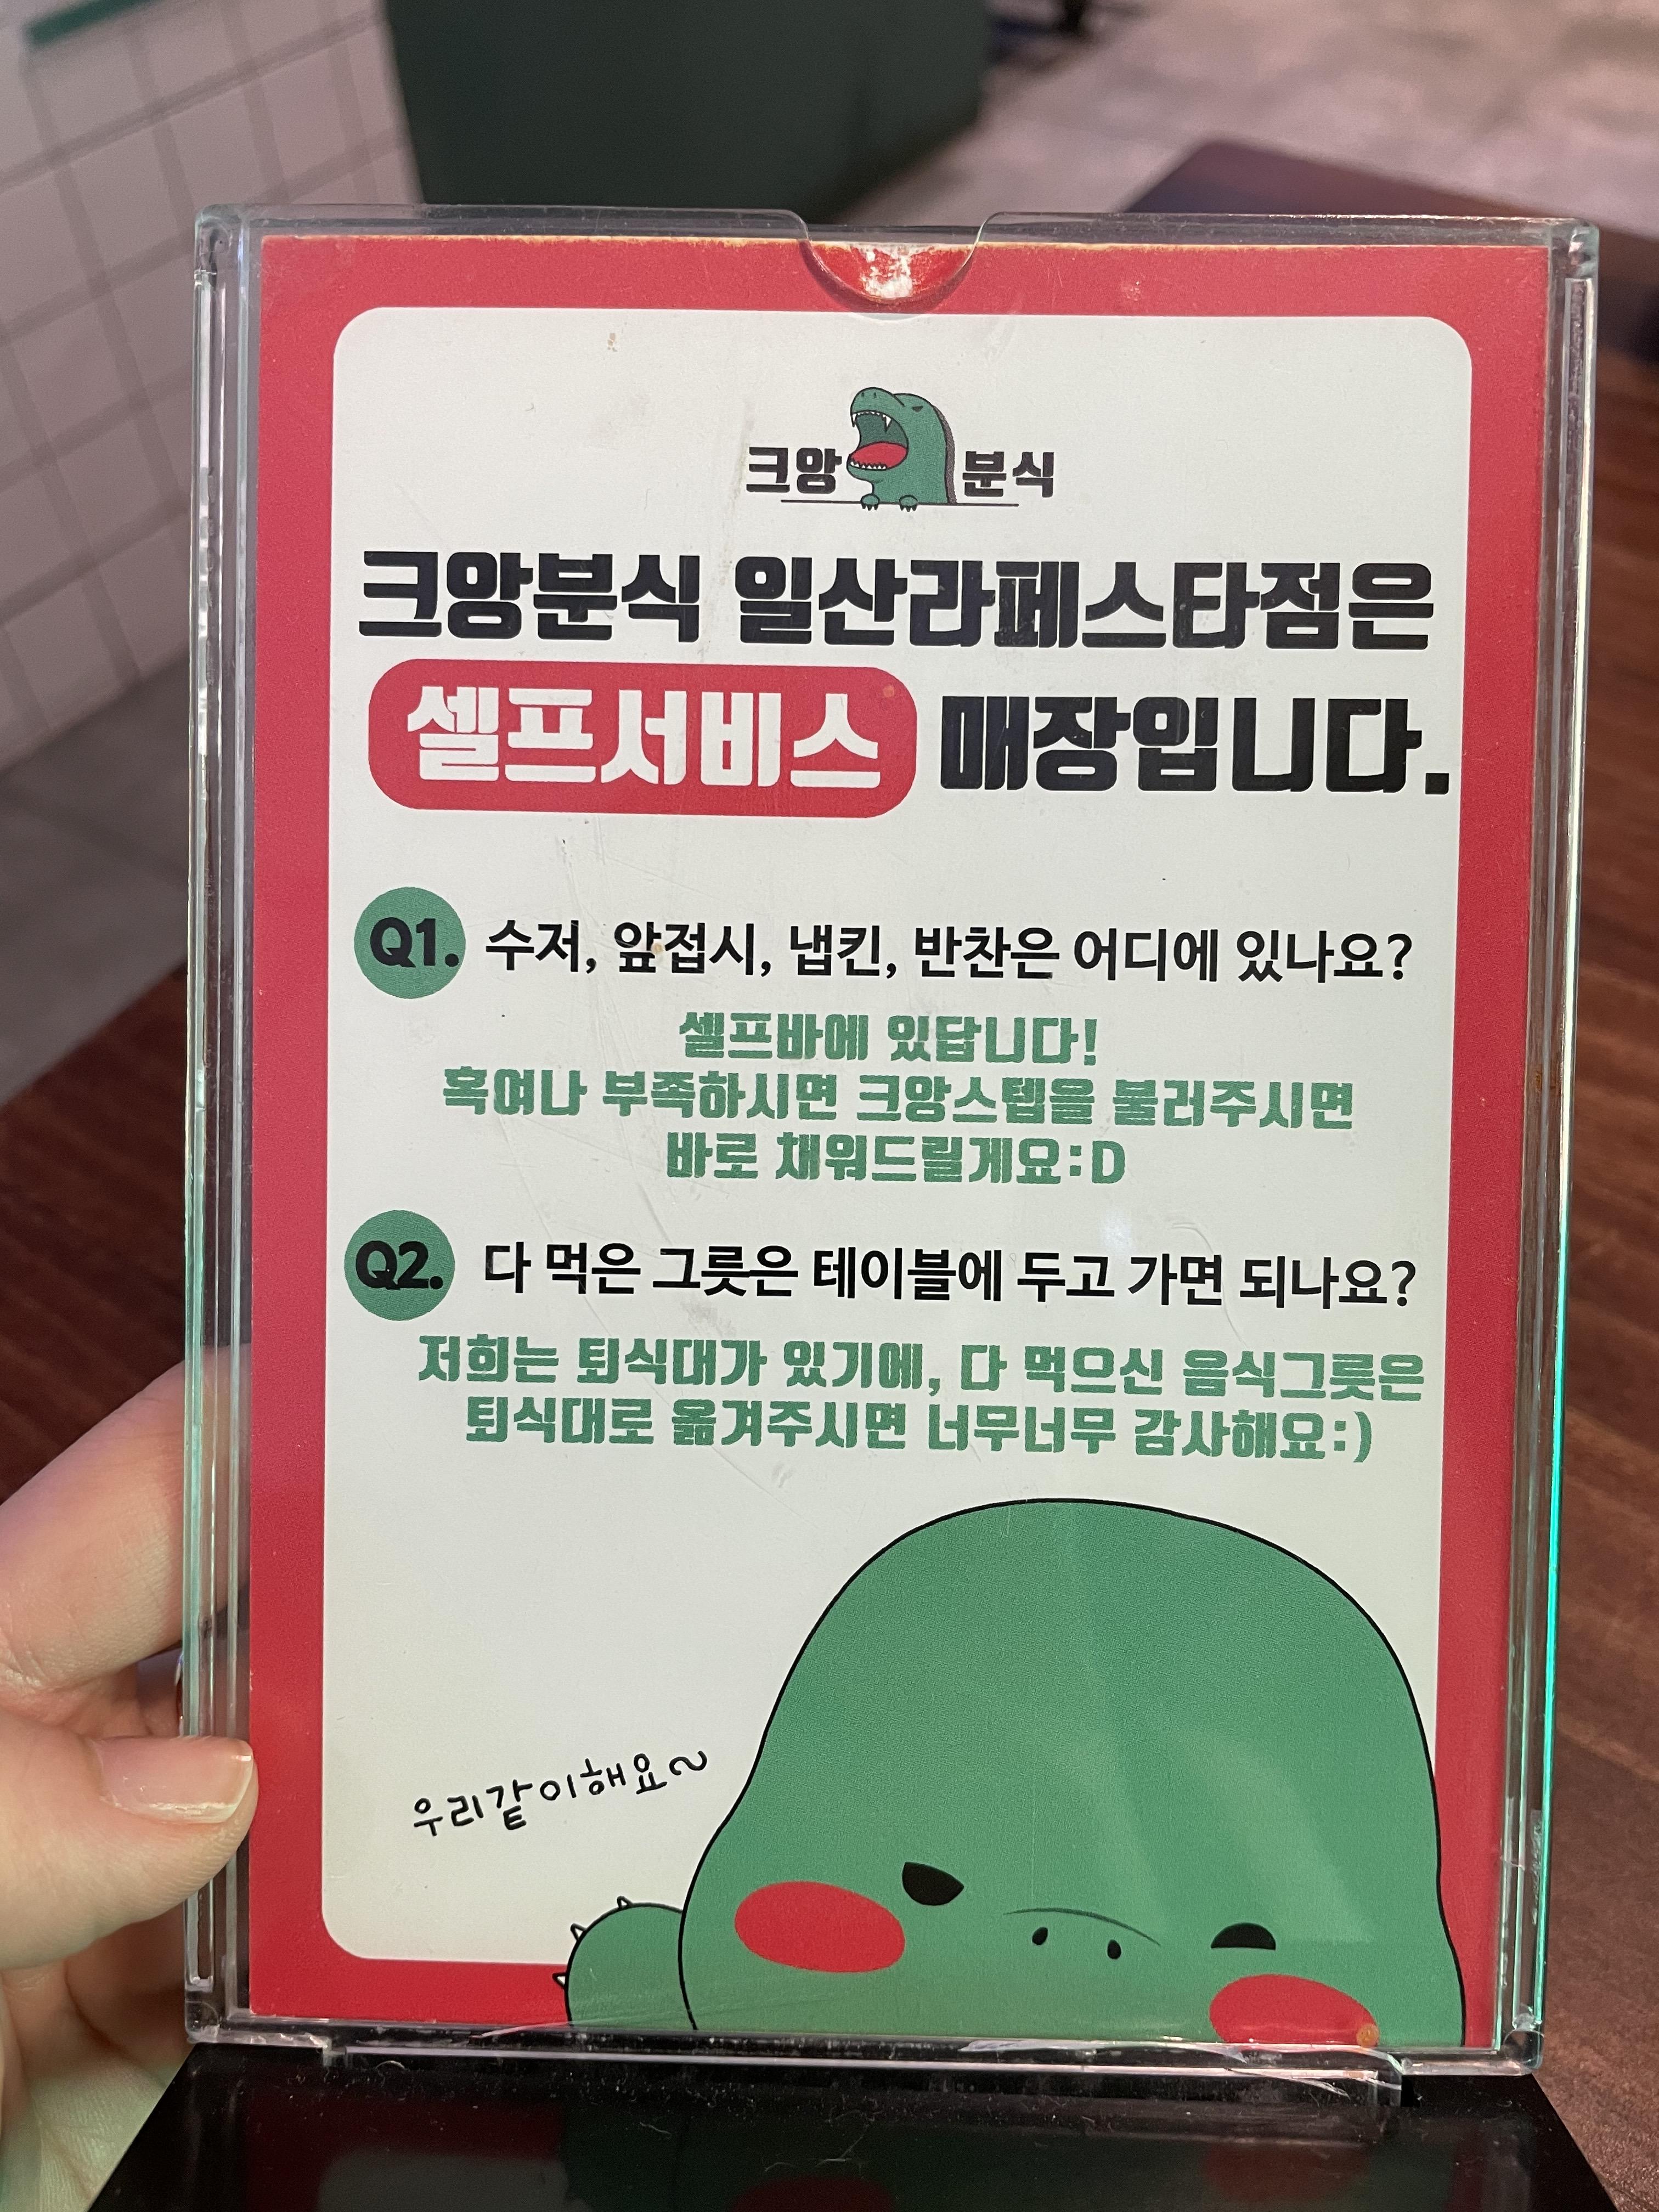 크앙 분식
크앙분식 일산라페스타점은
셀프서비스 매장입니다.
Q1. 수저, 앞접시, 냅킨, 반찬은 어디에 있나요?
셀프바에 있답니다!
혹여나 부족하시면 크앙스텝을 불러주시면
바로 채워드릴게요:D
Q2. 다 먹은 그릇은 테이블에 두고 가면 되나요?
저희는 퇴식대가 있기에, 다 먹으신 음식그릇은
퇴식대로 옮겨주시면 너무너무 감사해요:)
우리같이해요~